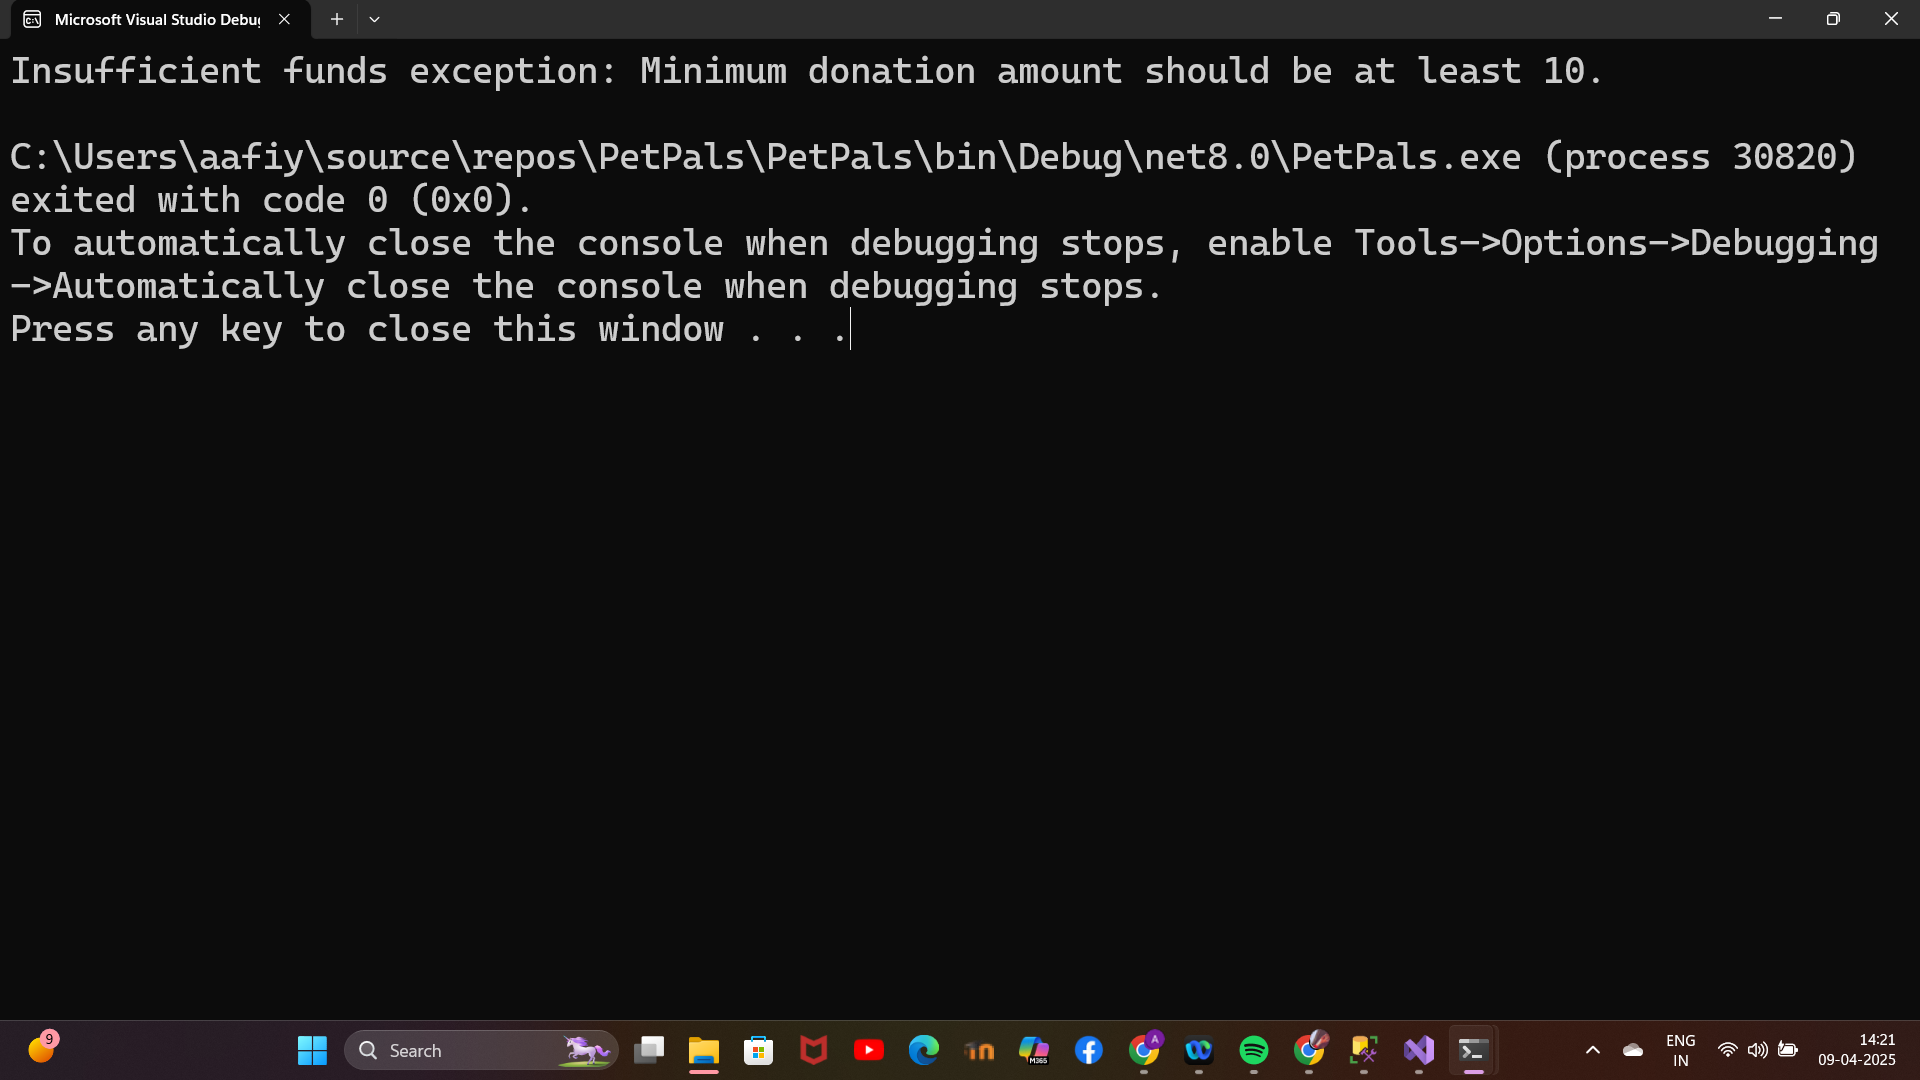 Microsoft Visual Studio Debug
Insufficient funds exception: Minimum donation amount should be at least 10.
C:\Users\aafiy\source\repos\PetPals\PetPals\bin\Debug\net8.0\PetPals.exe (process 30820)
exited with code 0 (0x0).
To automatically close the console when debugging stops, enable Tools->Options->Debugging
->Automatically close the console when debugging stops.
Press any key to close this window . . .
9
Search
M365
A
ENG
IN
14:21
09-04-2025